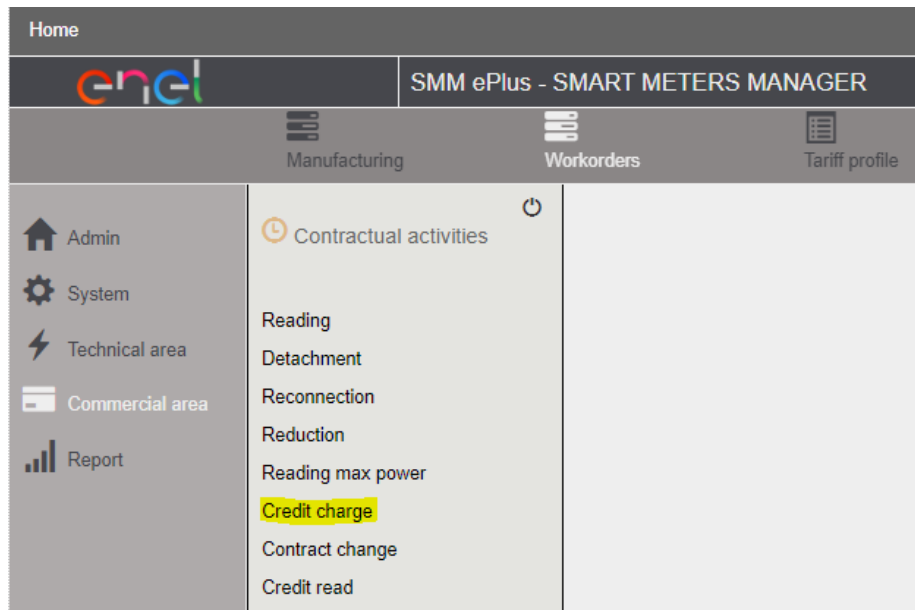 Home
enel
SMM ePlus - SMART METERS MANAGER
Manufacturing
Workorders
Tariff profile
Admin
System
Technical area
Commercial area
Report
Contractual activities
Reading
Detachment
Reconnection
Reduction
Reading max power
Credit charge
Contract change
Credit read